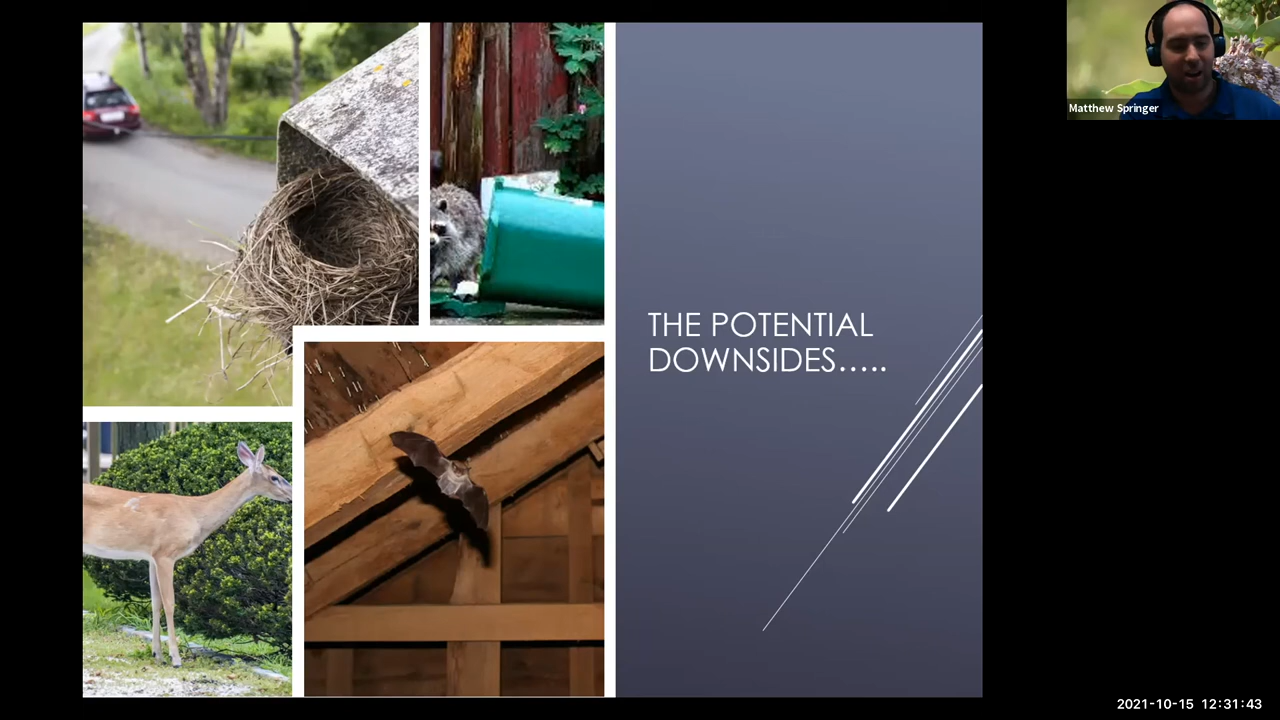 THE POTENTIAL
DOWNSIDES.....
Matthew Springer
2021-10-15 12:31:43